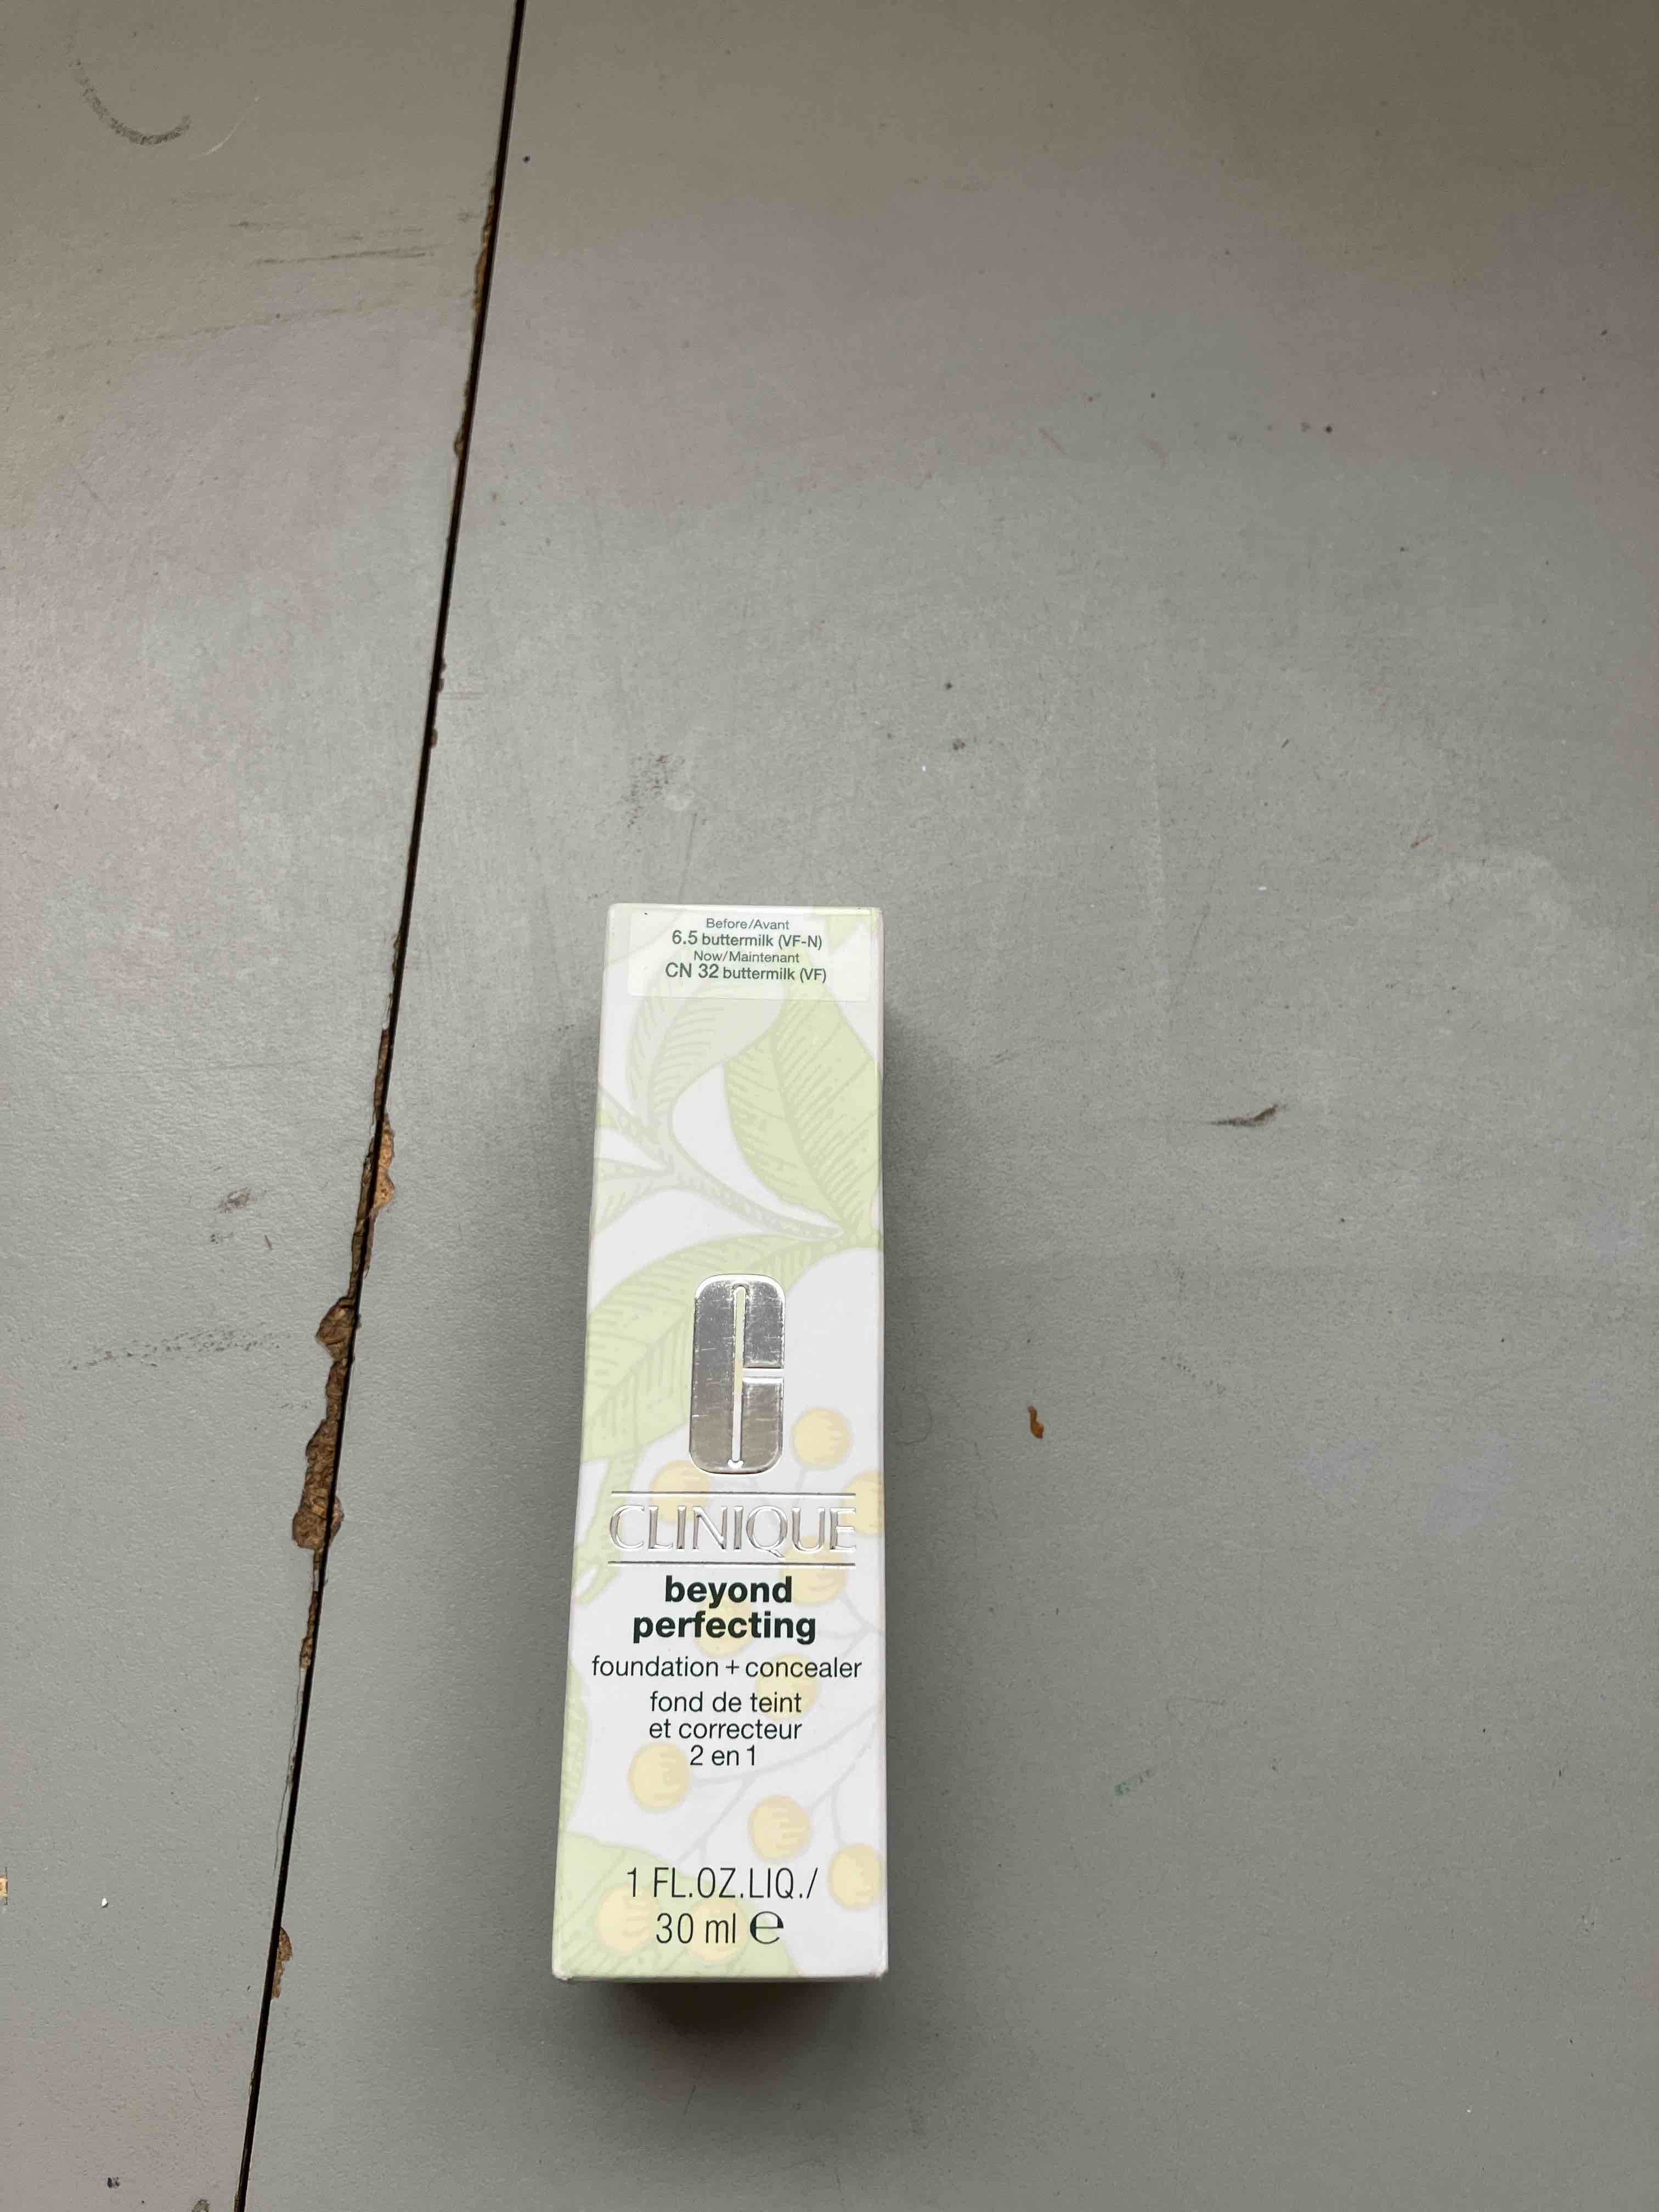 Before/Avant
6.5 buttermilk (VF-N)
Now/Maintenant
CN 32 buttermilk (VF)
CLINIQUE
beyond
perfecting
foundation + concealer
fond de teint
et correcteur
2 en 1
1 FL.OZ.LIQ./
30 ml ℮